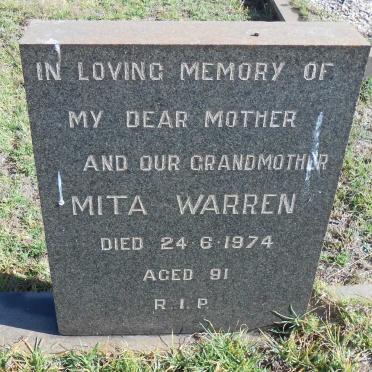 IN LOVING MEMORY OF
MY DEAR MOTHER
AND OUR GRANDMOTHER
MITA WARREN
DIED 24-6-1974
AGED 91
R.I.P